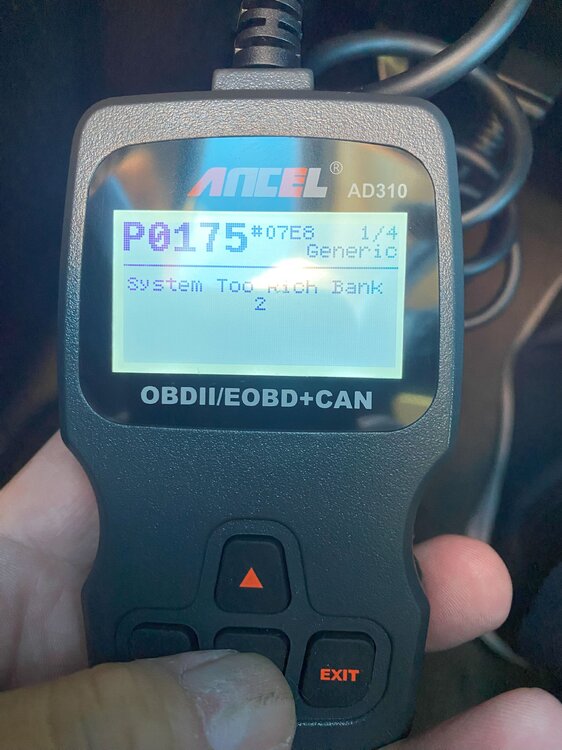 ANCEL® AD310
P0175 #07E8 1/4
Generic
System Too Rich Bank
2
OBDII/EOBD+CAN
EXIT